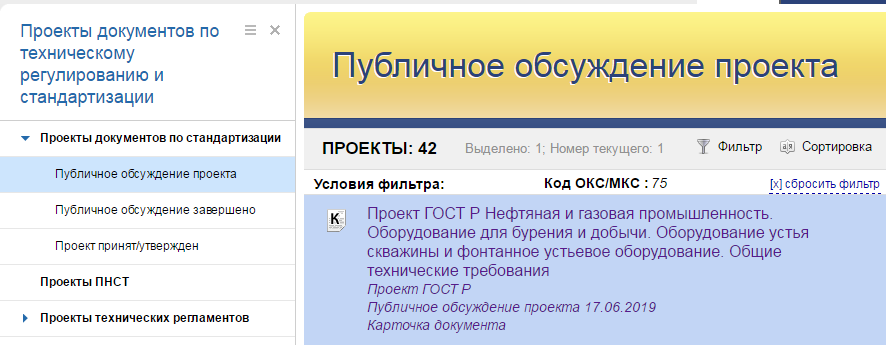 Проекты документов по
техническому
регулированию и
стандартизации
Проекты документов по стандартизации
Публичное обсуждение проекта
Публичное обсуждение завершено
Проект принят/утвержден
Проекты ПНСТ
Проекты технических регламентов
Публичное обсуждение проекта
ПРОЕКТЫ: 42 Выделено: 1; Номер текущего: 1 Фильтр Сортировка
Условия фильтра: Код ОКС/МКС : 75 [x] сбросить фильтр
К
Проект ГОСТ Р Нефтяная и газовая промышленность.
Оборудование для бурения и добычи. Оборудование устья
скважины и фонтанное устьевое оборудование. Общие
технические требования
Проект ГОСТ Р
Публичное обсуждение проекта 17.06.2019
Карточка документа